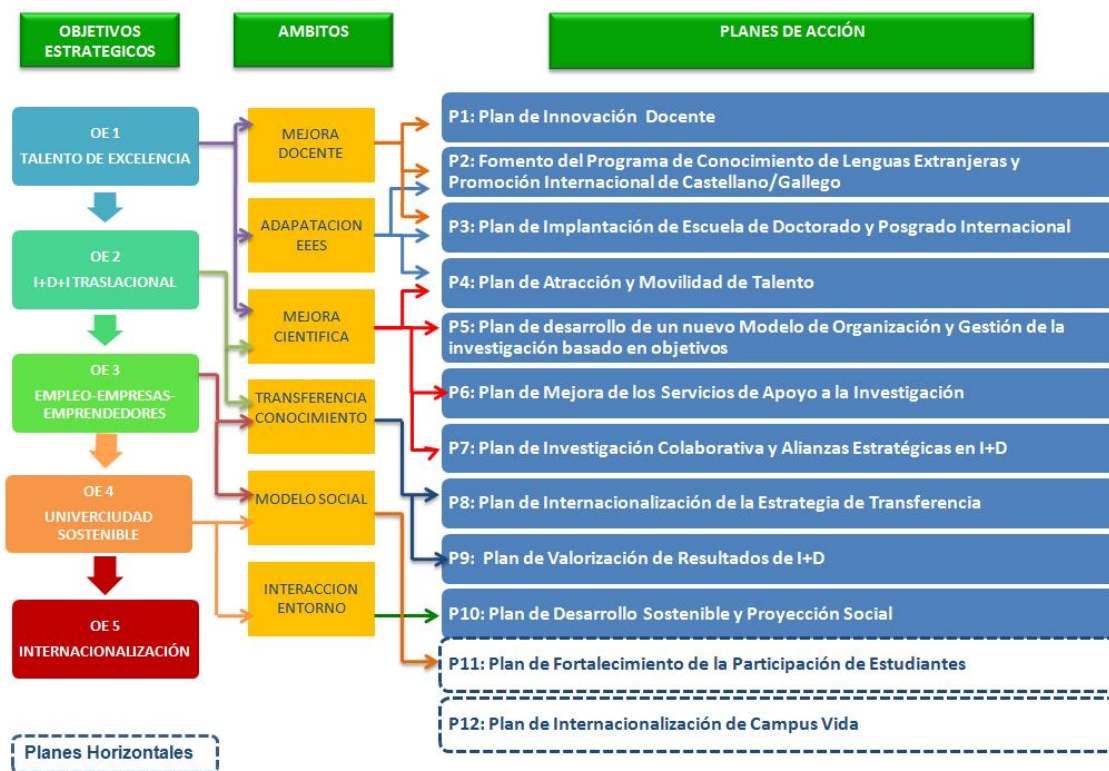 OBJETIVOS
ESTRATEGICOS
AMBITOS
PLANES DE ACCIÓN
OE 1
TALENTO DE EXCELENCIA
OE 2
I+D+I TRASLACIONAL
OE 3
EMPLEO-EMPRESAS-
EMPRENDEDORES
OE 4
UNIVERCIUDAD
SOSTENIBLE
OE 5
INTERNACIONALIZACIÓN
MEJORA
DOCENTE
ADAPATACION
EEES
MEJORA
CIENTIFICA
TRANSFERENCIA
CONOCIMIENTO
MODELO SOCIAL
INTERACCION
ENTORNO
P1: Plan de Innovación Docente
P2: Fomento del Programa de Conocimiento de Lenguas Extranjeras y
Promoción Internacional de Castellano/Gallego
P3: Plan de Implantación de Escuela de Doctorado y Posgrado Internacional
P4: Plan de Atracción y Movilidad de Talento
P5: Plan de desarrollo de un nuevo Modelo de Organización y Gestión de la
investigación basado en objetivos
P6: Plan de Mejora de los Servicios de Apoyo a la Investigación
P7: Plan de Investigación Colaborativa y Alianzas Estratégicas en I+D
P8: Plan de Internacionalización de la Estrategia de Transferencia
P9: Plan de Valorización de Resultados de I+D
P10: Plan de Desarrollo Sostenible y Proyección Social
P11: Plan de Fortalecimiento de la Participación de Estudiantes
P12: Plan de Internacionalización de Campus Vida
Planes Horizontales